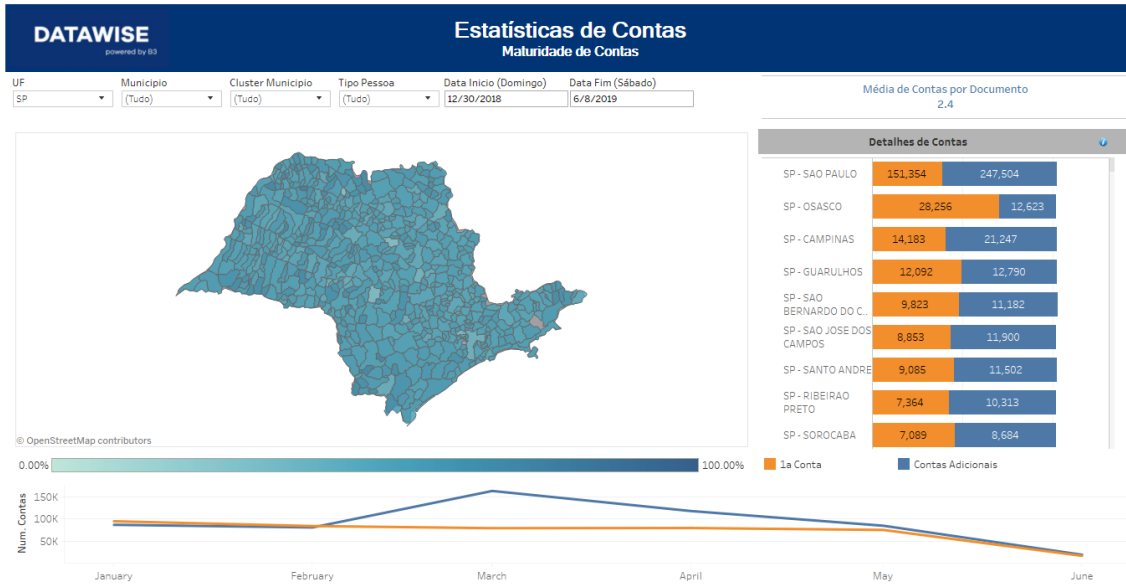 DATAWISE
powered by B3
Estatísticas de Contas
Maturidade de Contas
UF
Municipio
Cluster Municipio
Tipo Pessoa
Data Inicio (Domingo)
Data Fim (Sábado)
SP
(Tudo)
(Tudo)
(Tudo)
12/30/2018
6/8/2019
Média de Contas por Documento
2.4
Detalhes de Contas
SP - SAO PAULO
151,354
247,504
SP - OSASCO
28,256
12,623
SP - CAMPINAS
14,183
21,247
SP - GUARULHOS
12,092
12,790
SP - SAO
BERNARDO DO C..
9,823
11,182
SP - SAO JOSE DOS
CAMPOS
8,853
11,900
SP - SANTO ANDRE
9,085
11,502
SP - RIBEIRAO
PRETO
7,364
10,313
SP - SOROCABA
7,089
8,684
© OpenStreetMap contributors
0.00%
100.00%
1a Conta
Contas Adicionais
Num. Contas
150K
100K
50K
January
February
March
April
May
June